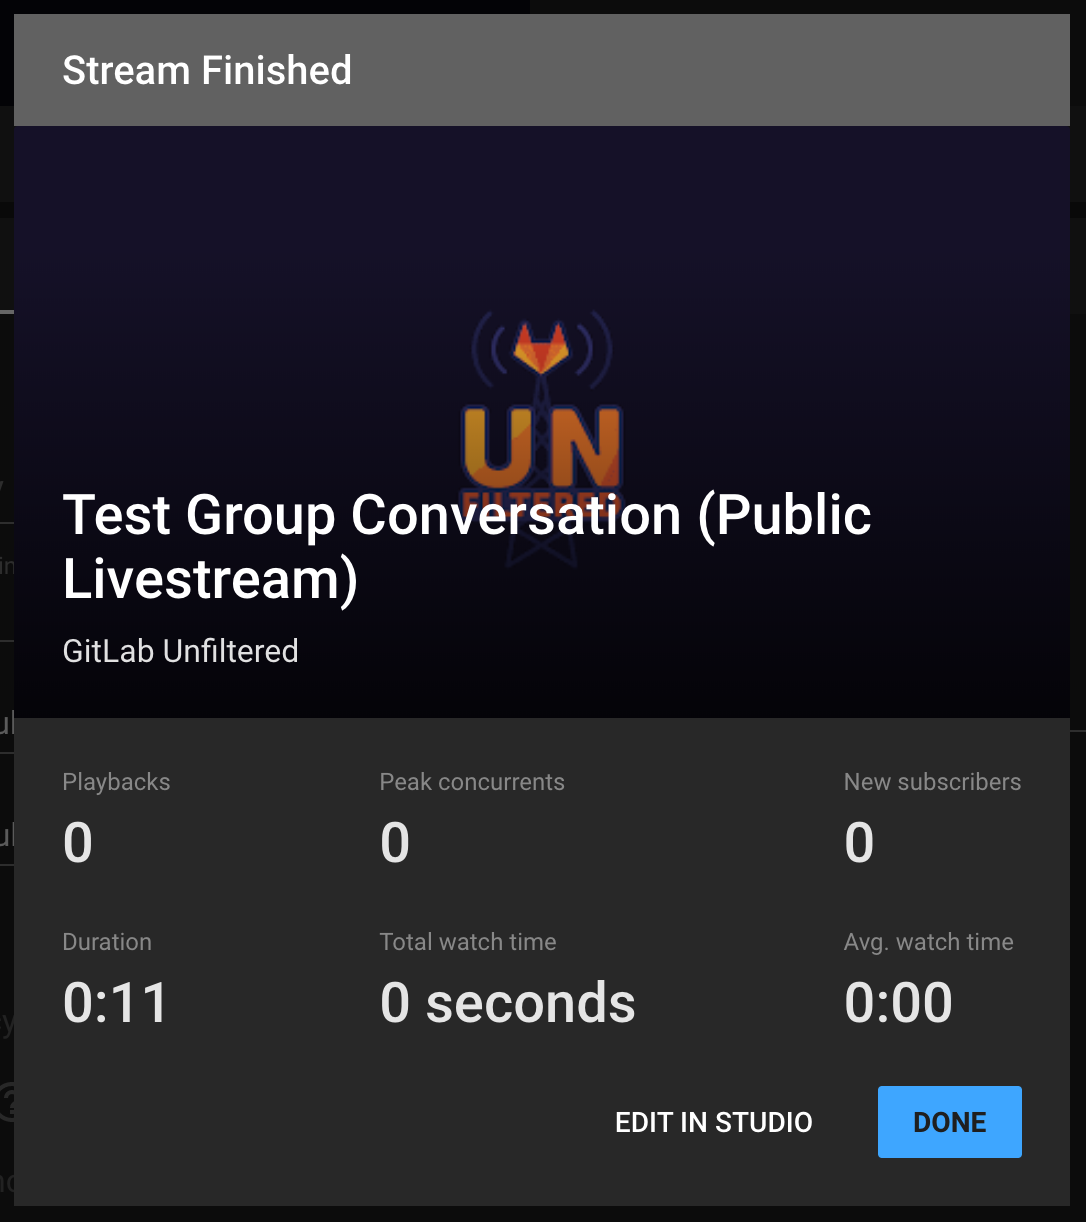 Stream Finished
UN
FILTERED
Test Group Conversation (Public
Livestream)
GitLab Unfiltered
Playbacks
Peak concurrents
New subscribers
0
0
0
Duration
Total watch time
Avg. watch time
0:11
0 seconds
0:00
EDIT IN STUDIO
DONE